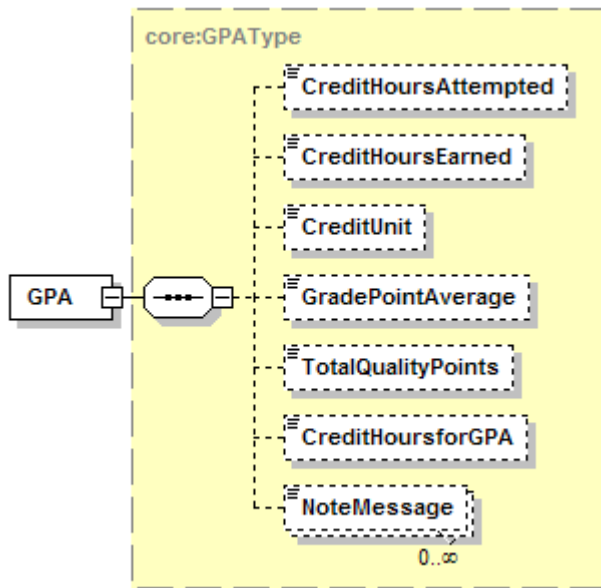 core:GPAType
CreditHoursAttempted
CreditHoursEarned
CreditUnit
GPA
GradePointAverage
TotalQualityPoints
CreditHoursforGPA
NoteMessage
0..∞